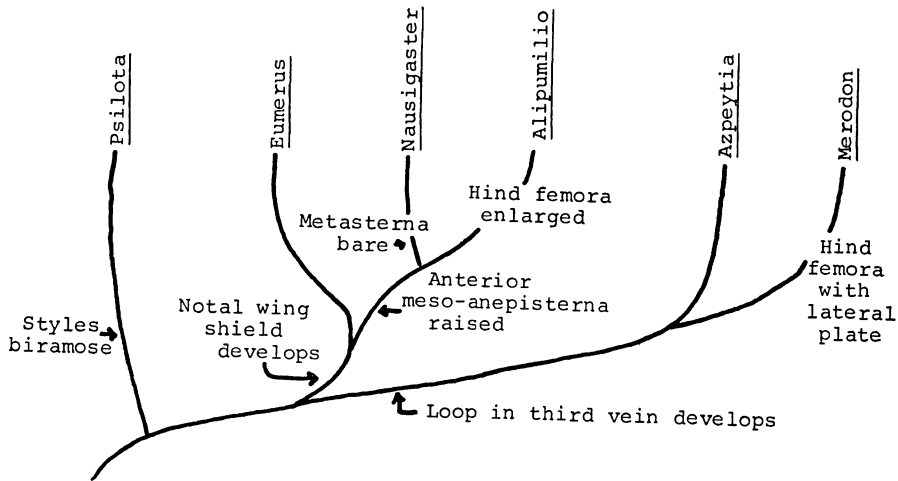 Psilota
Eumerus
Nausigaster
Alipumilio
Azpeytia
Merodon
Hind femora
enlarged
Metasterna
bare
Anterior
meso-anepisterna
raised
Notal wing
shield
develops
Styles
biramose
Hind
femora
with
lateral
plate
Loop in third vein develops